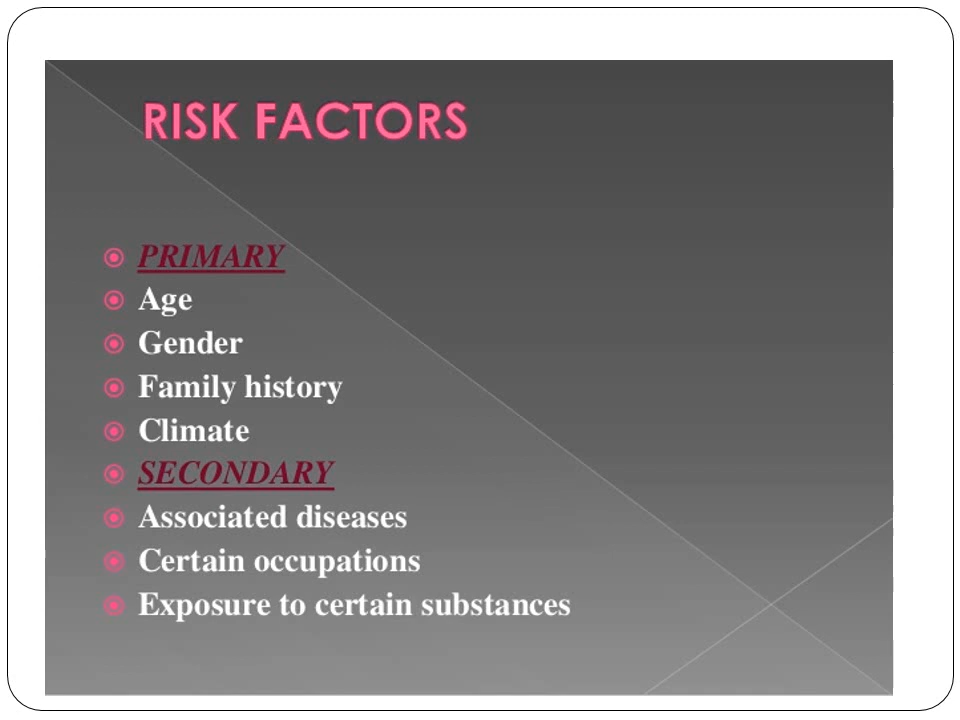 RISK FACTORS
PRIMARY
Age
Gender
Family history
Climate
SECONDARY
Associated diseases
Certain occupations
Exposure to certain substances